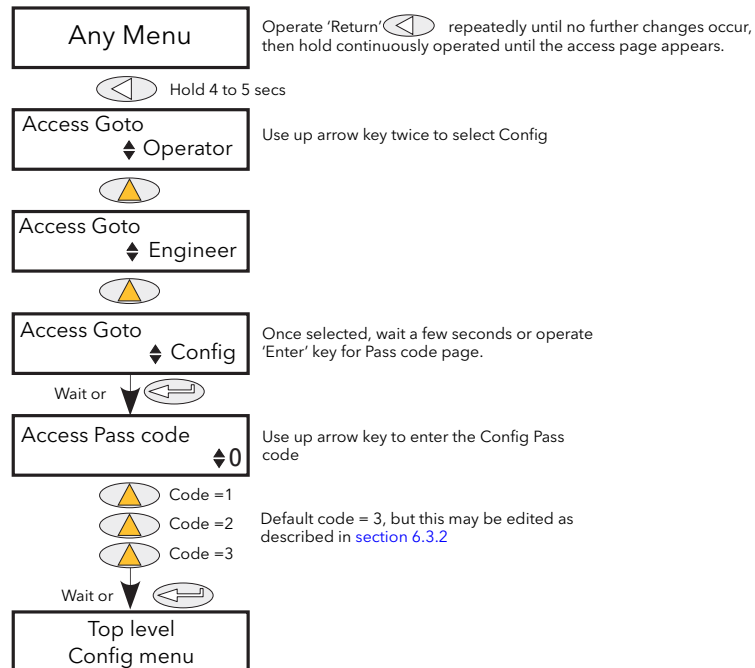 Any Menu
Operate ‘Return’ repeatedly until no further changes occur,
then hold continuously operated until the access page appears.
Hold 4 to 5 secs
Access Goto
Operator
Use up arrow key twice to select Config
Access Goto
Engineer
Access Goto
Config
Once selected, wait a few seconds or operate
‘Enter’ key for Pass code page.
Wait or
Access Pass code
0
Use up arrow key to enter the Config Pass
code
Code =1
Code =2
Code =3
Default code = 3, but this may be edited as
described in section 6.3.2
Wait or
Top level
Config menu